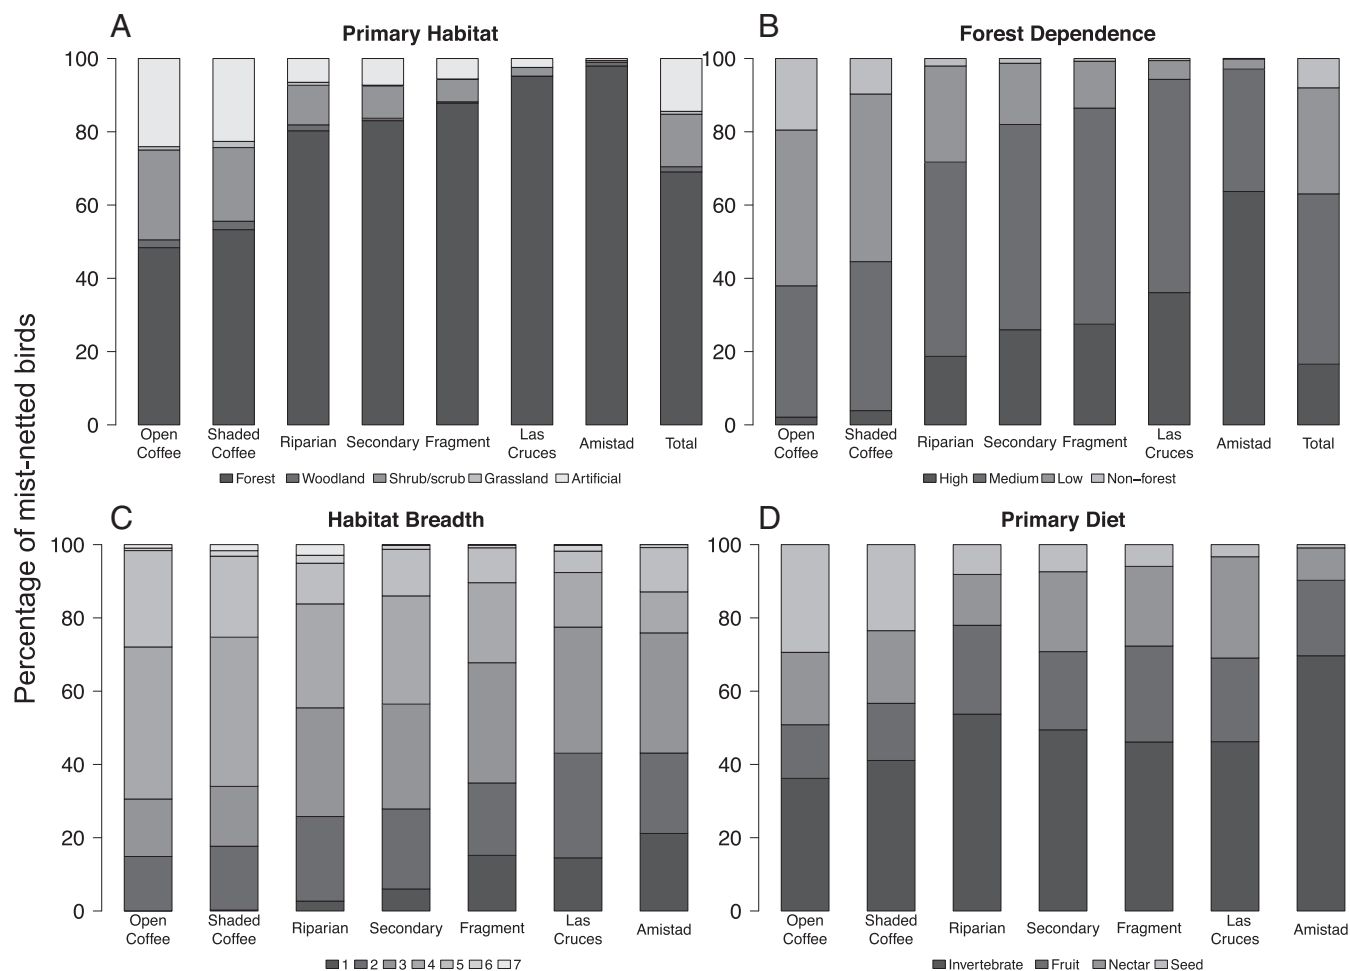 Percentage of mist-netted birds
A
Primary Habitat
100
80
60
40
20
0
Open Coffee
Shaded Coffee
Riparian
Secondary
Fragment
Las Cruces
Amistad
Total
Forest Woodland Shrub/scrub Grassland Artificial
B
Forest Dependence
100
80
60
40
20
0
Open Coffee
Shaded Coffee
Riparian
Secondary
Fragment
Las Cruces
Amistad
Total
High Medium Low Non–forest
C
Habitat Breadth
100
80
60
40
20
0
Open Coffee
Shaded Coffee
Riparian
Secondary
Fragment
Las Cruces
Amistad
1 2 3 4 5 6 7
D
Primary Diet
100
80
60
40
20
0
Open Coffee
Shaded Coffee
Riparian
Secondary
Fragment
Las Cruces
Amistad
Invertebrate Fruit Nectar Seed